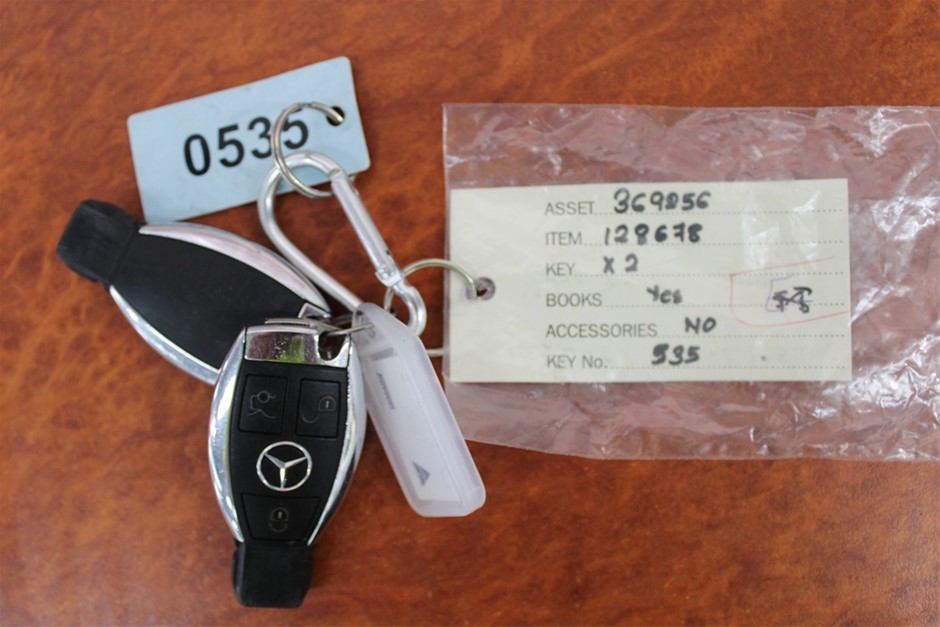 0535
ASSET 369856
ITEM 128678
KEY X 2
BOOKS Yes
ACCESSORIES NO
KEY No. 535